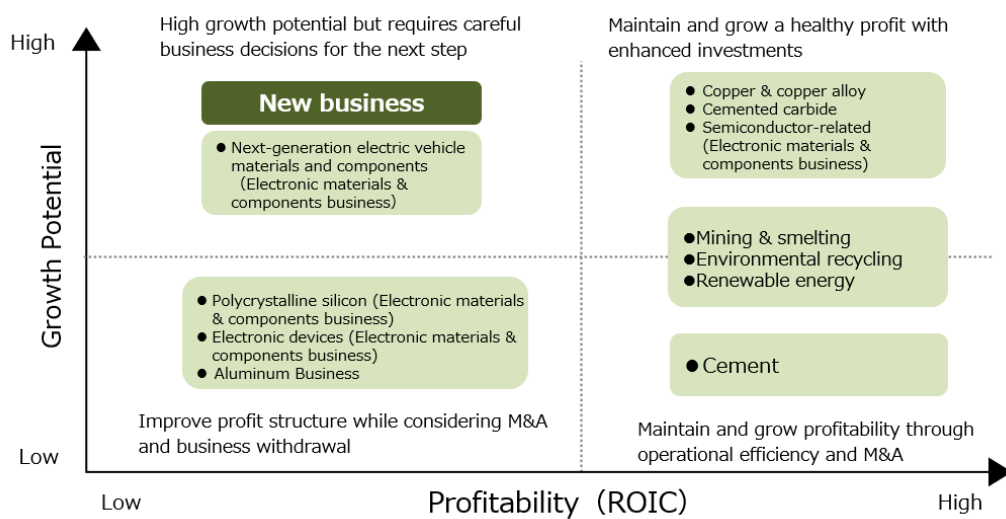 High growth potential but requires careful
business decisions for the next step
Maintain and grow a healthy profit with
enhanced investments
High
New business
● Next-generation electric vehicle
materials and components
（Electronic materials &
components business）
● Copper & copper alloy
● Cemented carbide
● Semiconductor-related
(Electronic materials &
components business)
Growth Potential
●Mining & smelting
●Environmental recycling
●Renewable energy
● Polycrystalline silicon (Electronic materials
& components business)
● Electronic devices (Electronic materials &
components business)
● Aluminum Business
● Cement
Improve profit structure while considering M&A
and business withdrawal
Maintain and grow profitability through
operational efficiency and M&A
Low
Low
Profitability（ROIC）
High